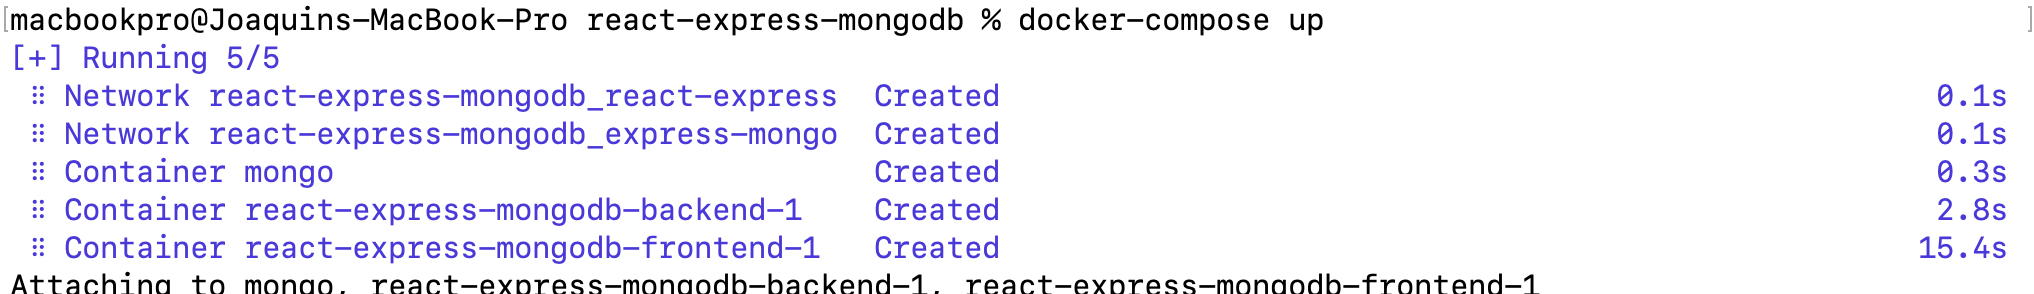 [macbookpro@Joaquins-MacBook-Pro react-express-mongodb % docker-compose up ]
[+] Running 5/5
⠿ Network react-express-mongodb_react-express Created 0.1s
⠿ Network react-express-mongodb_express-mongo Created 0.1s
⠿ Container mongo Created 0.3s
⠿ Container react-express-mongodb-backend-1 Created 2.8s
⠿ Container react-express-mongodb-frontend-1 Created 15.4s
Attaching to mongo, react-express-mongodb-backend-1, react-express-mongodb-frontend-1